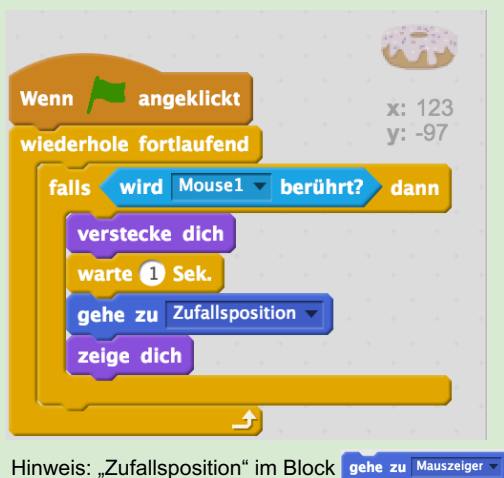 Wenn angeklickt
x: 123
y: -97
wiederhole fortlaufend
falls wird Mouse1 berührt? dann
verstecke dich
warte 1 Sek.
gehe zu Zufallsposition
zeige dich
Hinweis: „Zufallsposition“ im Block gehe zu Mauszeiger